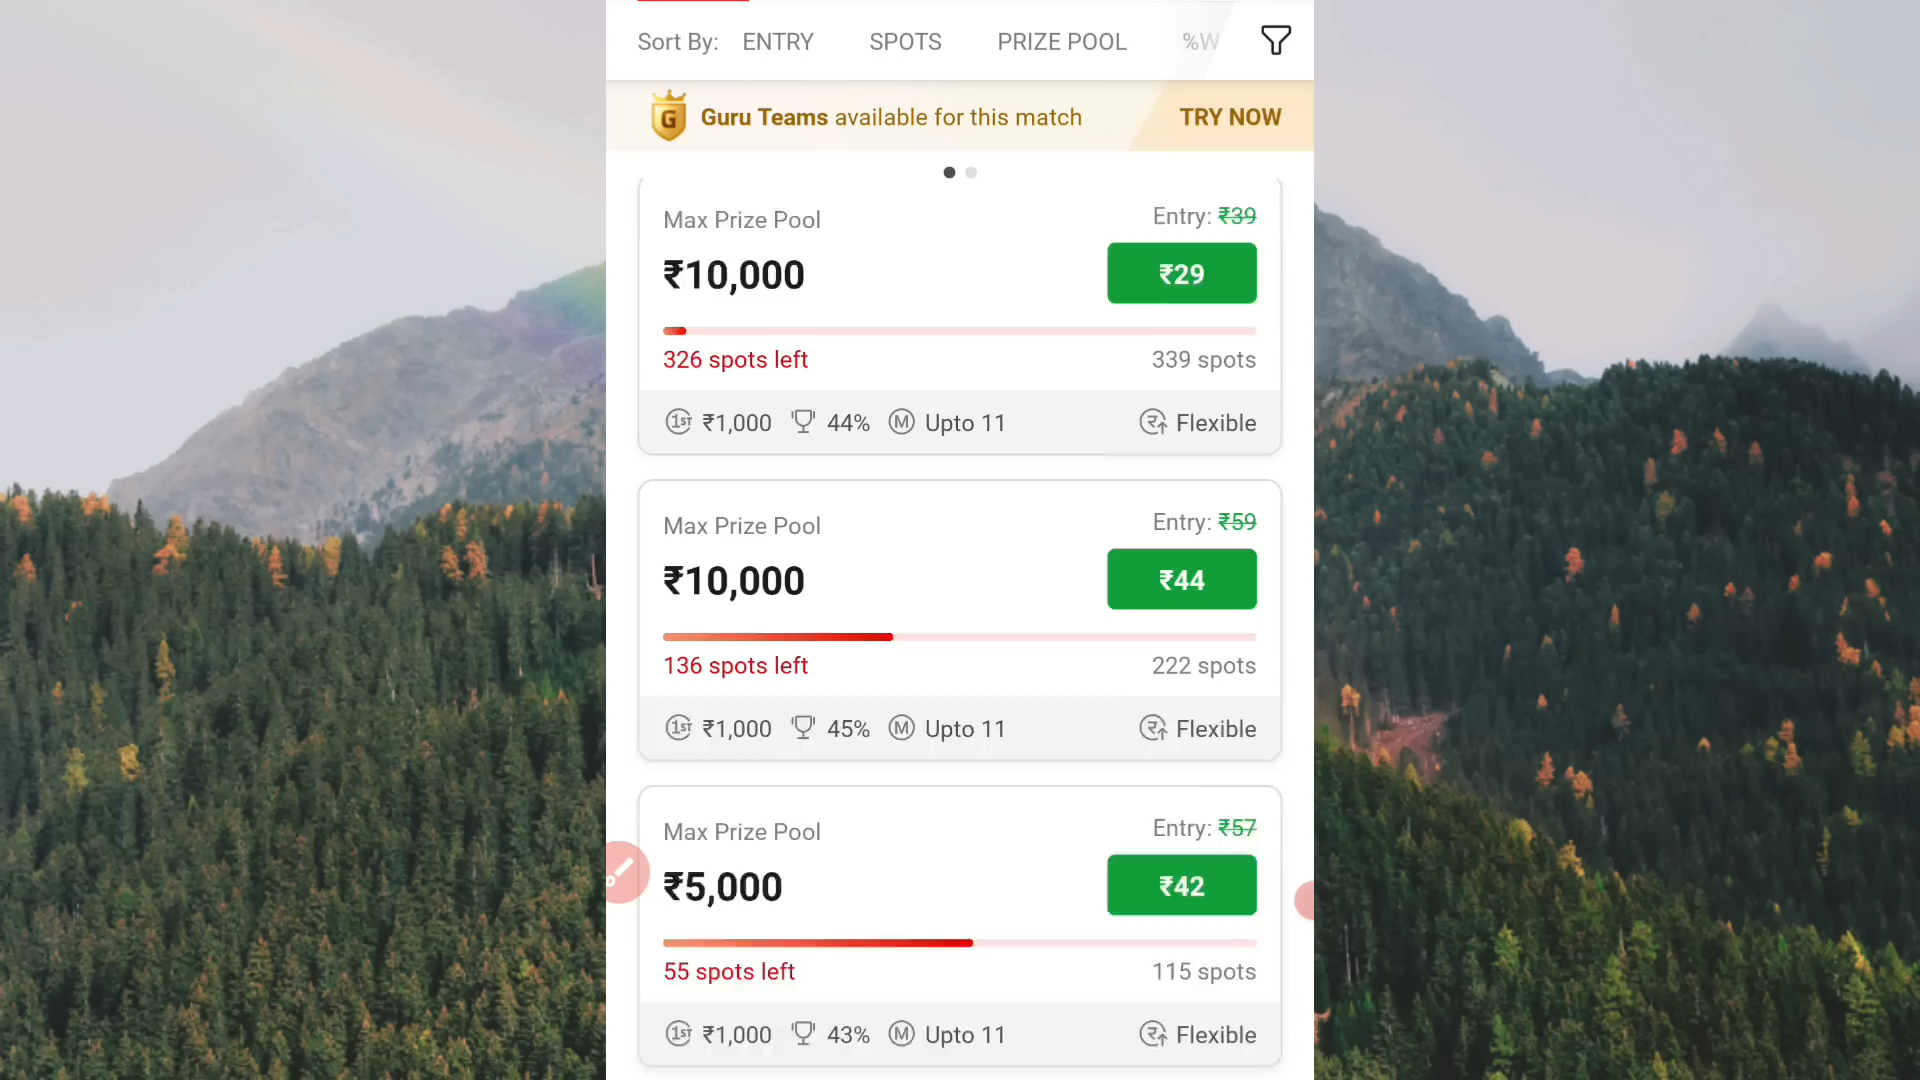 Sort By: ENTRY SPOTS PRIZE POOL %W
G Guru Teams available for this match TRY NOW
Max Prize Pool Entry: ₹39
₹10,000 ₹29
326 spots left 339 spots
1ST ₹1,000 44% M Upto 11 Flexible
Max Prize Pool Entry: ₹59
₹10,000 ₹44
136 spots left 222 spots
1ST ₹1,000 45% M Upto 11 Flexible
Max Prize Pool Entry: ₹57
₹5,000 ₹42
55 spots left 115 spots
1ST ₹1,000 43% M Upto 11 Flexible